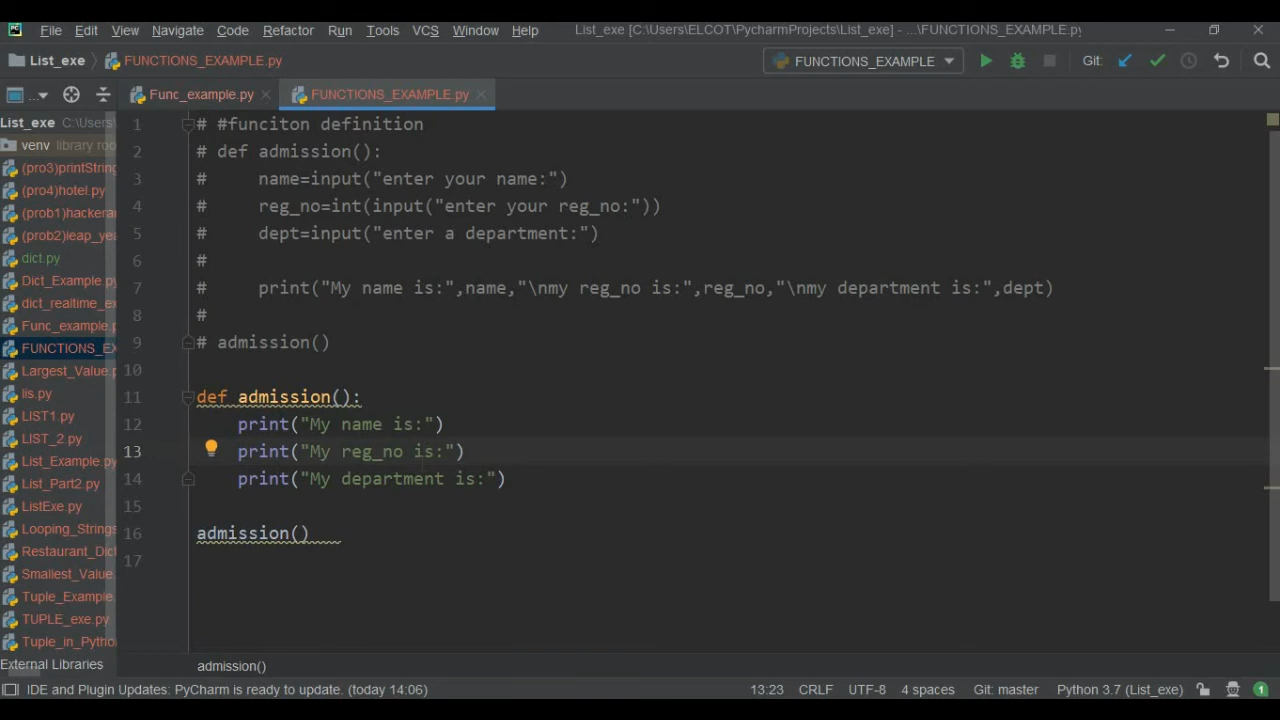 File Edit View Navigate Code Refactor Run Tools VCS Window Help List_exe [C:\Users\ELCOT\PycharmProjects\List_exe] - ...\FUNCTIONS_EXAMPLE.py
List_exe FUNCTIONS_EXAMPLE.py FUNCTIONS_EXAMPLE Git:
... Func_example.py FUNCTIONS_EXAMPLE.py
List_exe C:\Users
venv library roo
(pro3)printString
(pro4)hotel.py
(prob1)hackeran
(prob2)leap_yea
dict.py
Dict_Example.py
dict_realtime_ex
Func_example.p
FUNCTIONS_EX
Largest_Value.p
lis.py
LIST1.py
LIST_2.py
List_Example.py
List_Part2.py
ListExe.py
Looping_Strings
Restaurant_Dict
Smallest_Value.
Tuple_Example.
TUPLE_exe.py
Tuple_in_Pytho
External Libraries
1 # #funciton definition
2 # def admission():
3 #     name=input("enter your name:")
4 #     reg_no=int(input("enter your reg_no:"))
5 #     dept=input("enter a department:")
6 #
7 #     print("My name is:",name,"\nmy reg_no is:",reg_no,"\nmy department is:",dept)
8 #
9 # admission()
10
11 def admission():
12     print("My name is:")
13     print("My reg_no is:")
14     print("My department is:")
15
16 admission()
17
admission()
IDE and Plugin Updates: PyCharm is ready to update. (today 14:06) 13:23 CRLF UTF-8 4 spaces Git: master Python 3.7 (List_exe) 1